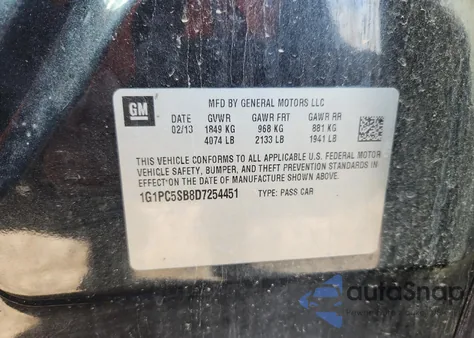 GM
MFD BY GENERAL MOTORS LLC
DATE GVWR GAWR FRT GAWR RR
02/13 1849 KG 968 KG 881 KG
4074 LB 2133 LB 1941 LB
THIS VEHICLE CONFORMS TO ALL APPLICABLE U.S. FEDERAL MOTOR
VEHICLE SAFETY, BUMPER, AND THEFT PREVENTION STANDARDS IN
EFFECT ON THE DATE OF MANUFACTURE SHOWN ABOVE.
1G1PC5SB8D7254451 TYPE: PASS CAR
autoSnap